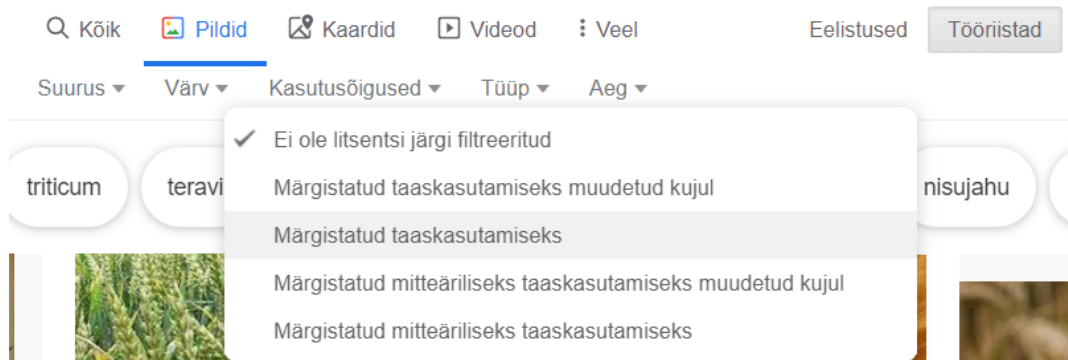 Kõik Pildid Kaardid Videod Veel Eelistused Tööriistad
Suurus Värv Kasutusõigused Tüüp Aeg
Ei ole litsentsi järgi filtreeritud
Märgistatud taaskasutamiseks muudetud kujul
triticum teravi nisujahu
Märgistatud taaskasutamiseks
Märgistatud mitteäriliseks taaskasutamiseks muudetud kujul
Märgistatud mitteäriliseks taaskasutamiseks